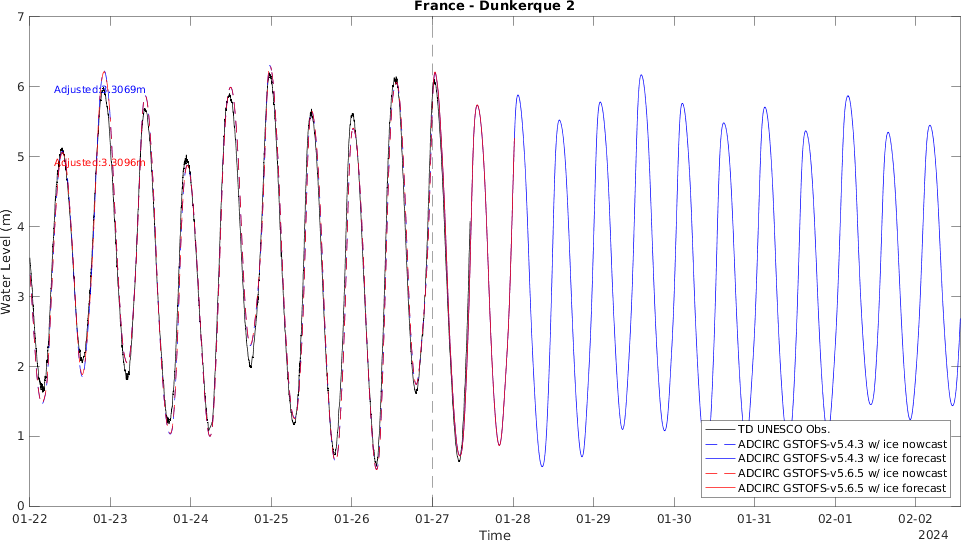 France - Dunkerque 2
7
6
5
4
3
2
1
0
Water Level (m)
Adjusted:3.3069m
Adjusted:3.3096m
TD UNESCO Obs.
ADCIRC GSTOFS-v5.4.3 w/ ice nowcast
ADCIRC GSTOFS-v5.4.3 w/ ice forecast
ADCIRC GSTOFS-v5.6.5 w/ ice nowcast
ADCIRC GSTOFS-v5.6.5 w/ ice forecast
01-22 01-23 01-24 01-25 01-26 01-27 01-28 01-29 01-30 01-31 02-01 02-02
Time
2024